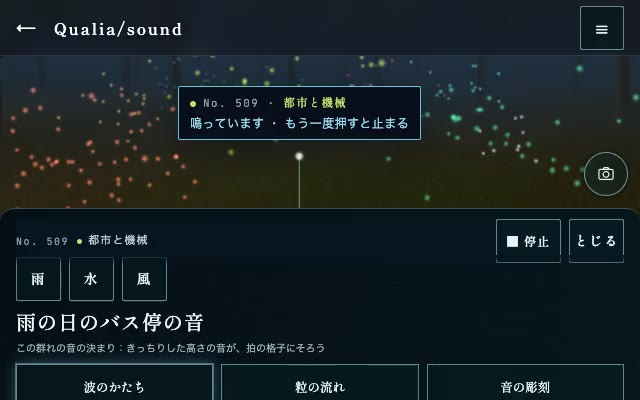 ← Qualia/sound
No. 509 · 都市と機械
鳴っています ・ もう一度押すと止まる
No. 509 都市と機械
停止
とじる
雨
水
風
雨の日のバス停の音
この群れの音の決まり：きっちりした高さの音が、拍の格子にそろう
波のかたち
粒の流れ
音の彫刻